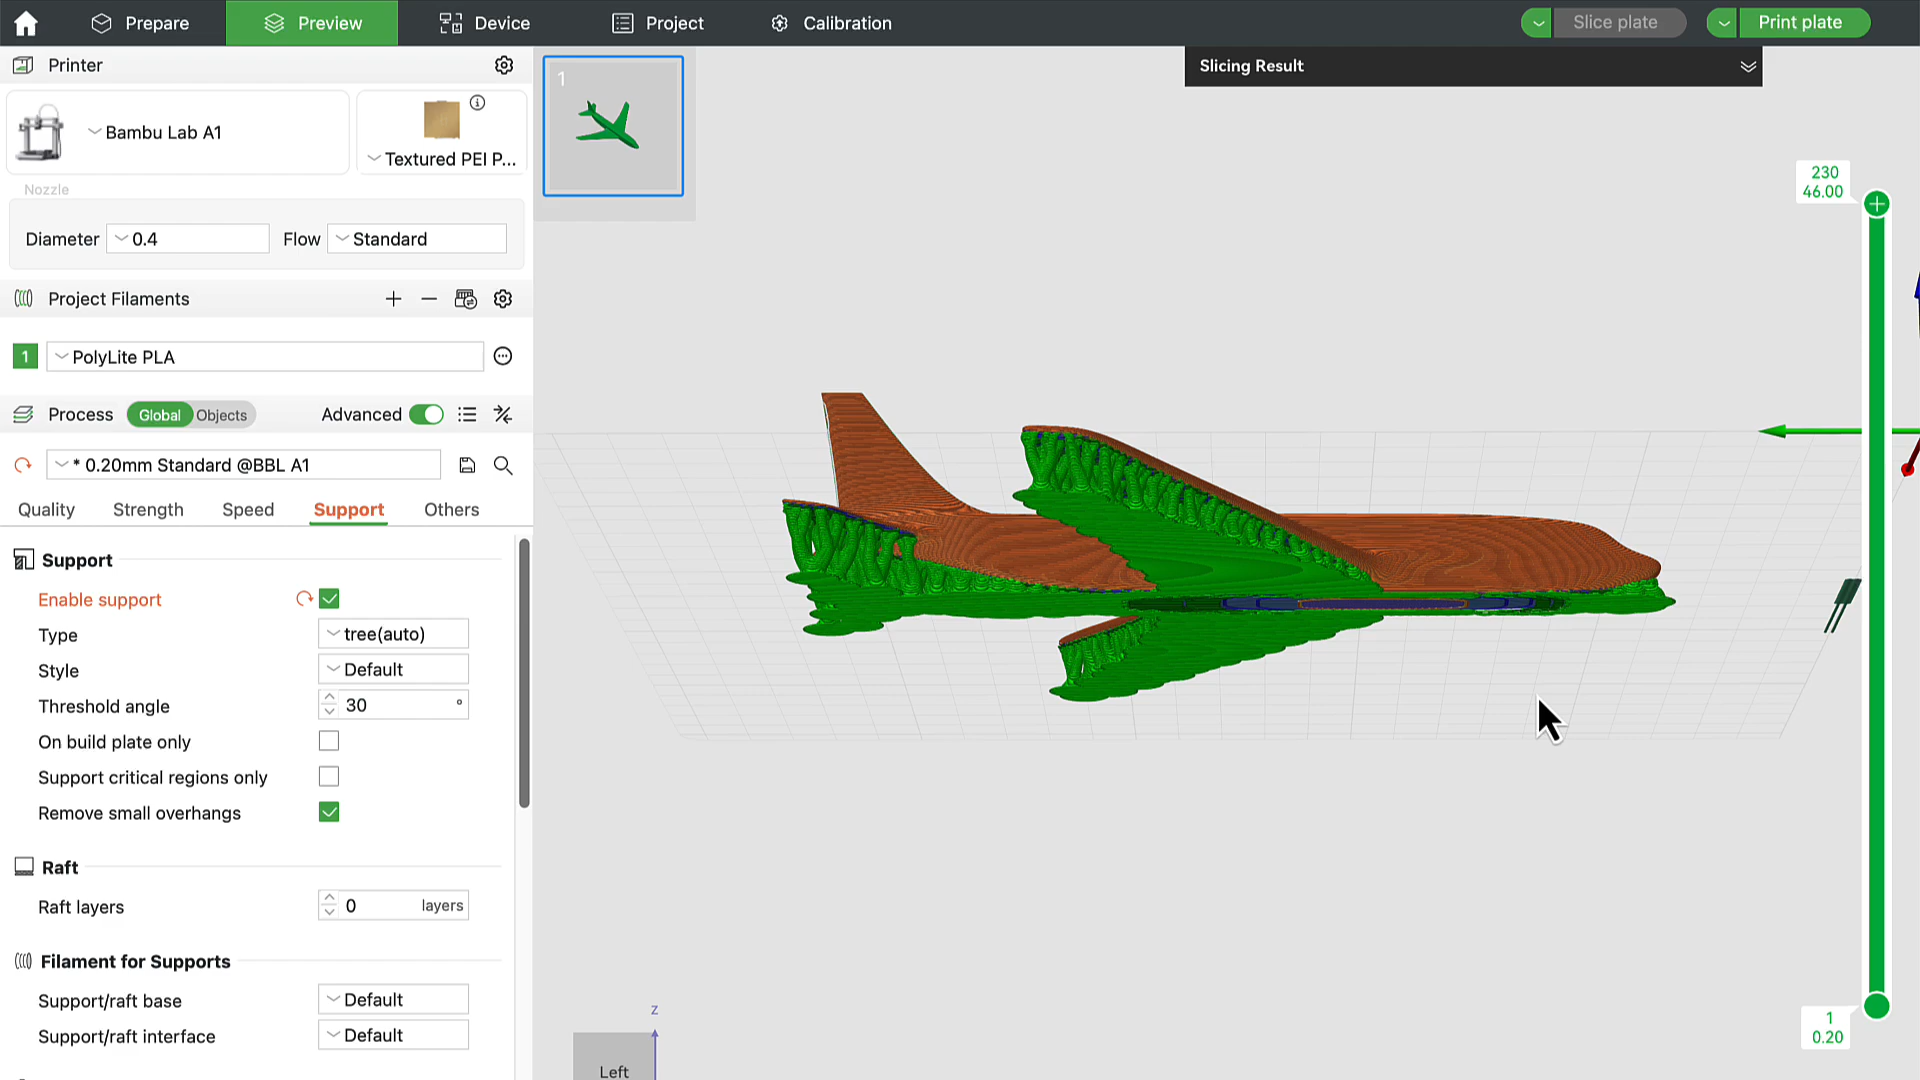 Prepare
Preview
Device
Project
Calibration
Slice plate
Print plate
Printer
Bambu Lab A1
Textured PEI P...
Nozzle
Diameter
0.4
Flow
Standard
Project Filaments
1
PolyLite PLA
Process
Global
Objects
Advanced
* 0.20mm Standard @BBL A1
Quality
Strength
Speed
Support
Others
Support
Enable support
Type
tree(auto)
Style
Default
Threshold angle
30
°
On build plate only
Support critical regions only
Remove small overhangs
Raft
Raft layers
0
layers
Filament for Supports
Support/raft base
Default
Support/raft interface
Default
1
Slicing Result
230
46.00
1
0.20
z
Left